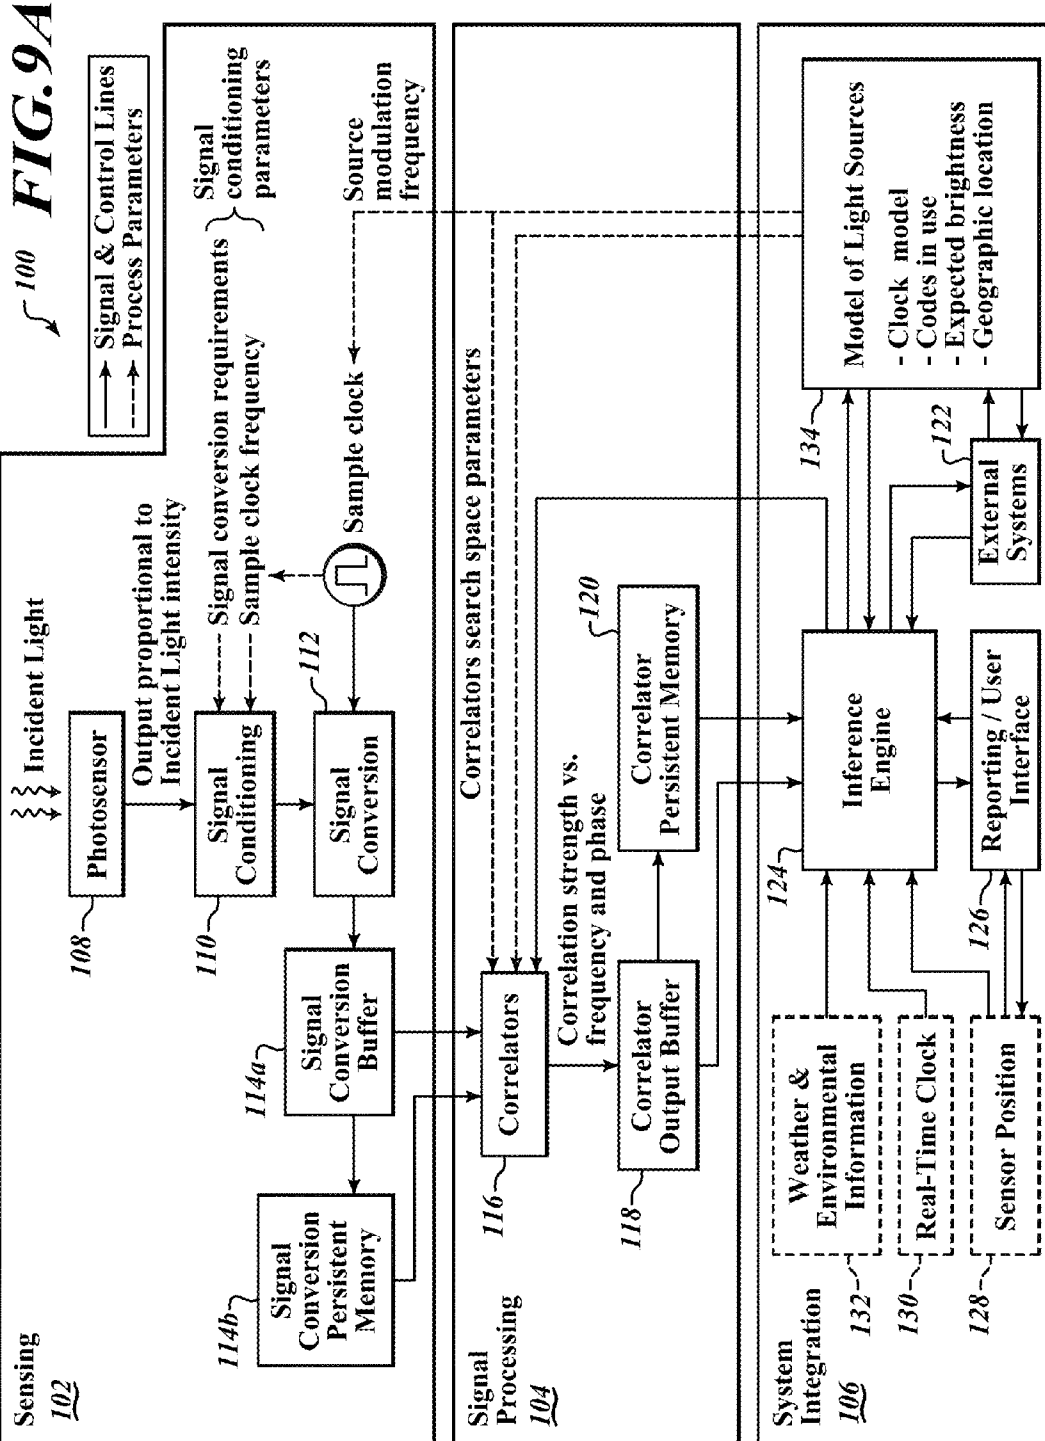 FIG.9A
100
Signal & Control Lines
Process Parameters
Sensing
102
Incident Light
Photosensor
108
Output proportional to
Incident Light intensity
Signal
Conditioning
110
Signal conversion requirements
Sample clock frequency
Signal
conditioning
parameters
Signal
Conversion
112
Sample clock
Source
modulation
frequency
Signal
Conversion
Buffer
114a
Signal
Conversion
Persistent
Memory
114b
Signal
Processing
104
Correlators search space parameters
Correlators
116
Correlation strength vs.
frequency and phase
Correlator
Output Buffer
118
Correlator
Persistent Memory
120
System
Integration
106
Weather &
Environmental
Information
132
Real-Time Clock
130
Sensor Position
128
Inference
Engine
124
Reporting / User
Interface
126
External
Systems
122
Model of Light Sources
- Clock model
- Codes in use
- Expected brightness
- Geographic location
134